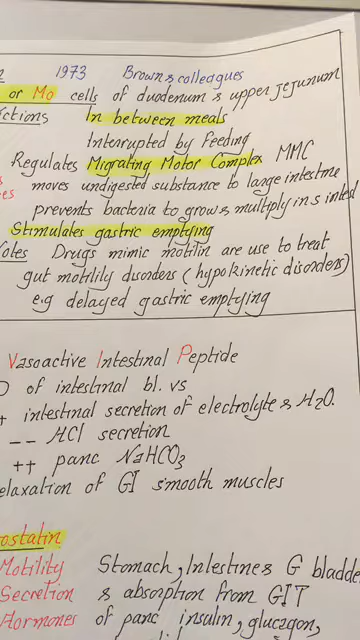 1973 Brown & colleagues
or Mo cells of duodenum & upper jejunum
ctions In between meals
Interrupted by Feeding
Regulates Migrating Motor Complex MMC
moves undigested substance to large intestine
prevents bacteria to grow & multiply in s intest
Stimulates gastric emptying
otes Drugs mimic motilin are use to treat
gut motility disorders (hypokinetic disorders)
e.g delayed gastric emptying
Vasoactive Intestinal Peptide
D of intestinal bl. vs
+ intestinal secretion of electrolyte & H2O.
-- HCl secretion
++ panc NaHCO3
elaxation of GI smooth muscles
ostatin
Motility Stomach, Intestines G bladde
Secretion & absorption from GIT
Hormones of panc insulin, glucagon,